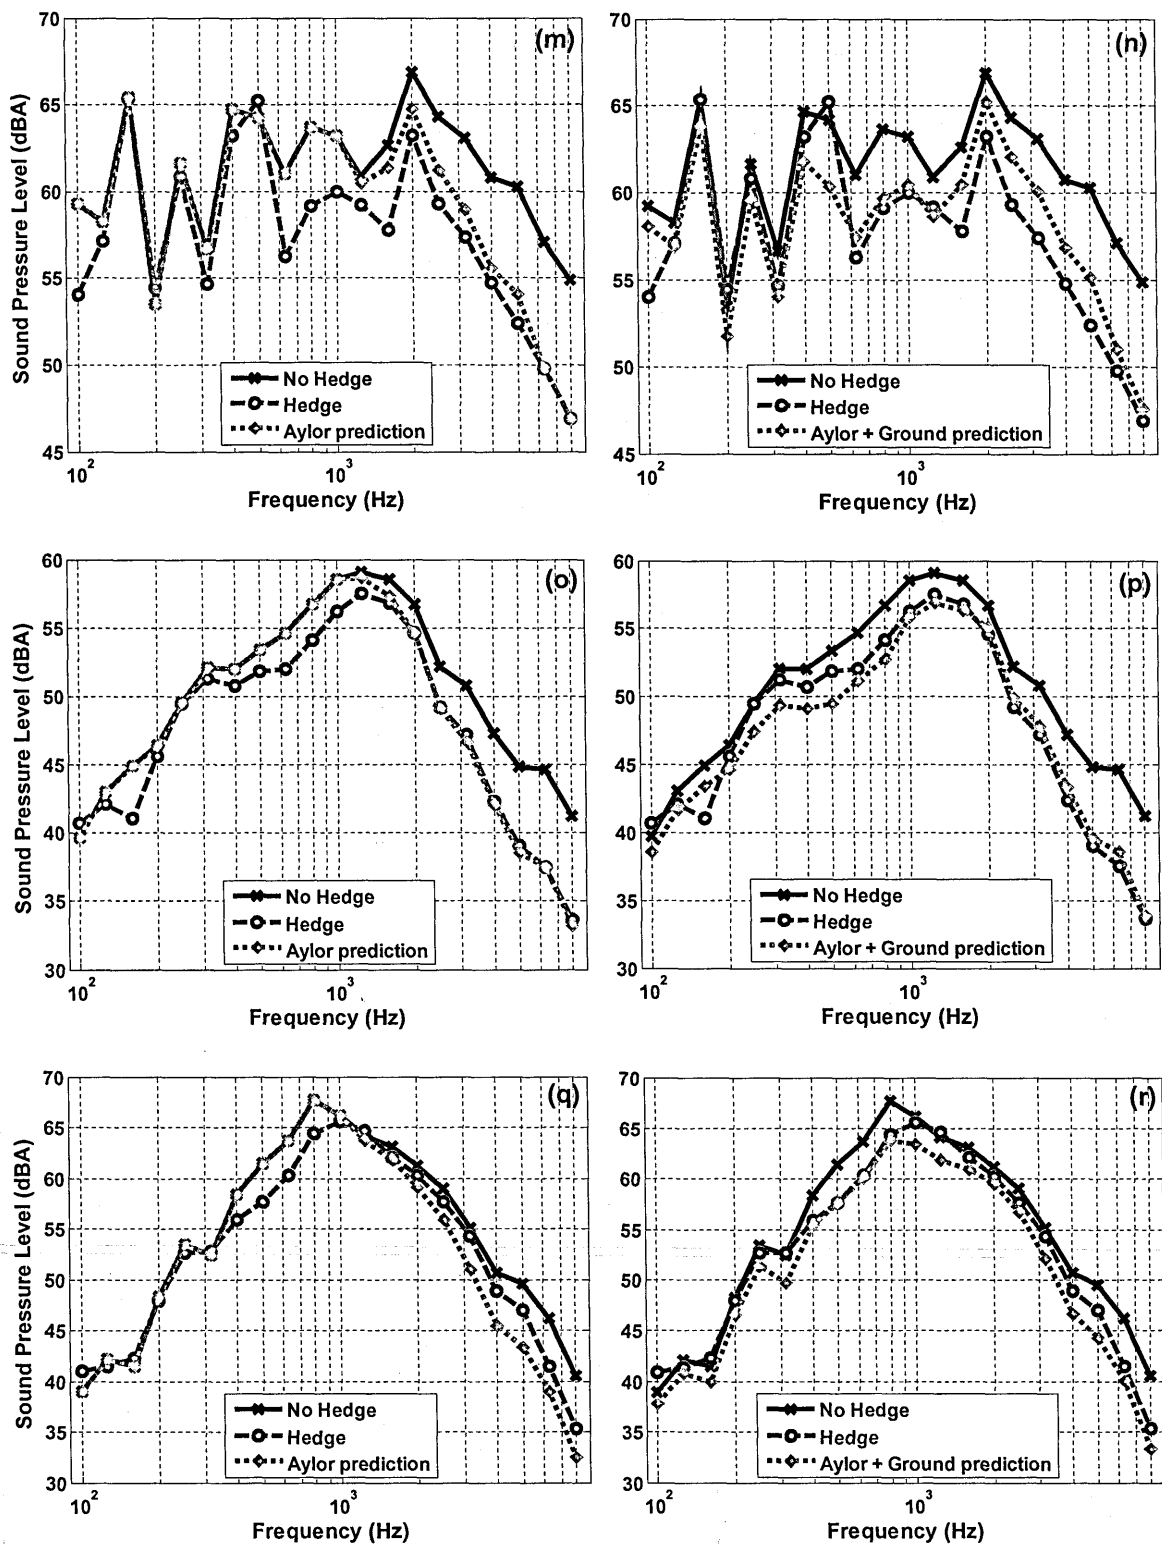 (m)
70
65
60
55
50
45
Sound Pressure Level (dBA)
No Hedge
Hedge
Aylor prediction
10²
10³
Frequency (Hz)
(n)
70
65
60
55
50
45
No Hedge
Hedge
Aylor + Ground prediction
10²
10³
Frequency (Hz)
(o)
60
55
50
45
40
35
30
Sound Pressure Level (dBA)
No Hedge
Hedge
Aylor prediction
10²
10³
Frequency (Hz)
(p)
60
55
50
45
40
35
30
No Hedge
Hedge
Aylor + Ground prediction
10²
10³
Frequency (Hz)
(q)
70
65
60
55
50
45
40
35
30
Sound Pressure Level (dBA)
No Hedge
Hedge
Aylor prediction
10²
10³
Frequency (Hz)
(r)
70
65
60
55
50
45
40
35
30
No Hedge
Hedge
Aylor + Ground prediction
10²
10³
Frequency (Hz)